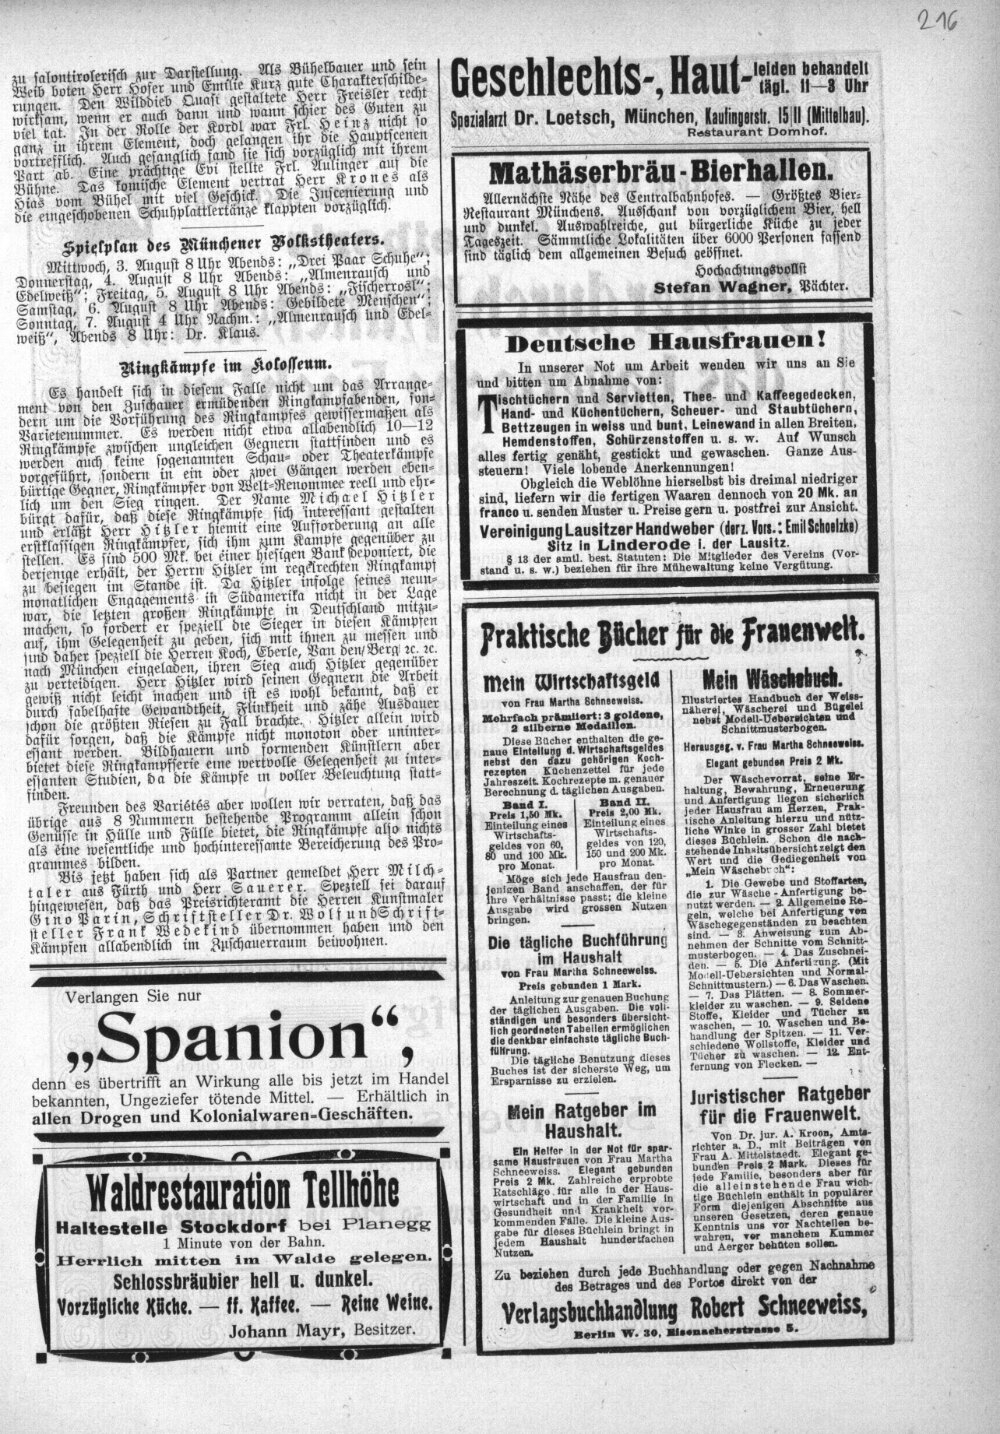 216
zu salontirolerisch zur Darstellung. Als Bühelbauer und sein
Weib boten Herr Hofer und Emilie Kurz gute Charakterschilde-
rungen. Den Wilddieb Quasi gestaltete Herr Freisler recht
wirksam, wenn er auch dann und wann schier des Guten zu
viel tat. In der Rolle der Kordl war Frl. Heinz nicht so
ganz in ihrem Element, doch gelangen ihr die Hauptscenen
vortrefflich. Auch gesanglich fand sie sich vorzüglich mit ihrem
Part ab. Eine prächtige Evi stellte Frl. Aulinger auf die
Bühne. Das komische Element vertrat Herr Krones als
Hias vom Bühel mit viel Geschick. Die Inscenierung und
die eingeschobenen Schuhplattlertänze klappten vorzüglich.
Spielplan des Münchener Volkstheaters.
Mittwoch, 3. August 8 Uhr Abends: „Drei Paar Schuhe“;
Donnerstag, 4. August 8 Uhr Abends: „Almenrausch und
Edelweiß“; Freitag, 5. August 8 Uhr Abends: „Fischerrosl“;
Samstag, 6. August 8 Uhr Abends: Gebildete Menschen“;
Sonntag, 7. August 4 Uhr Nachm.: „Almenrausch und Edel-
weiß“, Abends 8 Uhr: Dr. Klaus.
Ringkämpfe im Kolosseum.
Es handelt sich in diesem Falle nicht um das Arrange-
ment von den Zuschauer ermüdenden Ringkampfabenden, son-
dern um die Vorführung des Ringkampfes gewissermaßen als
Varietenummer. Es werden nicht etwa allabendlich 10—12
Ringkämpfe zwischen ungleichen Gegnern stattfinden und es
werden auch keine sogenannten Schau- oder Theaterkämpfe
vorgeführt, sondern in ein oder zwei Gängen werden eben-
bürtige Gegner, Ringkämpfer von Welt-Renommee reell und ehr-
lich um den Sieg ringen. Der Name Michael Hitzler
bürgt dafür, daß diese Ringkämpfe sich interessant gestalten
und erläßt Herr Hitzler hiemit eine Aufforderung an alle
erstklassigen Ringkämpfer, sich ihm zum Kampfe gegenüber zu
stellen. Es sind 500 Mk. bei einer hiesigen Bank deponiert, die
derjenige erhält, der Herrn Hitzler im regelrechten Ringkampf
zu besiegen im Stande ist. Da Hitzler infolge seines neun-
monatlichen Engagements in Südamerika nicht in der Lage
war, die letzten großen Ringkämpfe in Deutschland mitzu-
machen, so fordert er speziell die Sieger in diesen Kämpfen
auf, ihm Gelegenheit zu geben, sich mit ihnen zu messen und
sind daher speziell die Herren Koch, Eberle, Van den Berg ꝛc. ꝛc.
nach München eingeladen, ihren Sieg auch Hitzler gegenüber
zu verteidigen. Herr Hitzler wird seinen Gegnern die Arbeit
gewiß nicht leicht machen und ist es wohl bekannt, daß er
durch fabelhafte Gewandtheit, Flinkheit und zähe Ausdauer
schon die größten Riesen zu Fall brachte. Hitzler allein wird
dafür sorgen, daß die Kämpfe nicht monoton oder uninter-
essant werden. Bildhauern und formenden Künstlern aber
bietet diese Ringkampfserie eine wertvolle Gelegenheit zu inter-
essanten Studien, da die Kämpfe in voller Beleuchtung statt-
finden.
Freunden des Variétés aber wollen wir verraten, daß das
übrige aus 8 Nummern bestehende Programm allein schon
Genüsse in Hülle und Fülle bietet, die Ringkämpfe also nichts
als eine wesentliche und hochinteressante Bereicherung des Pro-
grammes bilden.
Bis jetzt haben sich als Partner gemeldet Herr Milch-
taler aus Fürth und Herr Sauerer. Speziell sei darauf
hingewiesen, daß das Preisrichteramt die Herren Kunstmaler
Gino Parin, Schriftsteller Dr. Wolf und Schrift-
steller Frank Wedekind übernommen haben und den
Kämpfen allabendlich im Zuschauerraum beiwohnen.
Verlangen Sie nur
„Spanion“,
denn es übertrifft an Wirkung alle bis jetzt im Handel
bekannten, Ungeziefer tötende Mittel. — Erhältlich in
allen Drogen und Kolonialwaren-Geschäften.
Waldrestauration Tellhöhe
Haltestelle Stockdorf bei Planegg
1 Minute von der Bahn.
Herrlich mitten im Walde gelegen.
Schlossbräubier hell u. dunkel.
Vorzügliche Küche. — ff. Kaffee. — Reine Weine.
Johann Mayr, Besitzer.
Geschlechts-, Haut-leiden behandelt
tägl. 11—8 Uhr
Spezialarzt Dr. Loetsch, München, Kaufingerstr. 15/II (Mittelbau).
Restaurant Domhof.
Mathäserbräu-Bierhallen.
Allernächste Nähe des Centralbahnhofes. — Größtes Bier-
Restaurant Münchens. Ausschank von vorzüglichem Bier, hell
und dunkel. Auswahlreiche, gut bürgerliche Küche zu jeder
Tageszeit. Sämmtliche Lokalitäten über 6000 Personen fassend
sind täglich dem allgemeinen Besuch geöffnet.
Hochachtungsvollst
Stefan Wagner, Pächter.
Deutsche Hausfrauen!
In unserer Not um Arbeit wenden wir uns an Sie
und bitten um Abnahme von:
Tischtüchern und Servietten, Thee- und Kaffeegedecken,
Hand- und Küchentüchern, Scheuer- und Staubtüchern,
Bettzeugen in weiss und bunt, Leinewand in allen Breiten,
Hemdenstoffen, Schürzenstoffen u. s. w. Auf Wunsch
alles fertig genäht, gestickt und gewaschen. Ganze Aus-
steuern! Viele lobende Anerkennungen!
Obgleich die Weblöhne hierselbst bis dreimal niedriger
sind, liefern wir die fertigen Waaren dennoch von 20 Mk. an
franco u. senden Muster u. Preise gern u. postfrei zur Ansicht.
Vereinigung Lausitzer Handweber (derz. Vors.: Emil Schoelzke)
Sitz in Linderode i. der Lausitz.
§ 13 der amtl. best. Statuten: Die Mitglieder des Vereins (Vor-
stand u. s. w.) beziehen für ihre Mühewaltung keine Vergütung.
Praktische Bücher für die Frauenwelt.
Mein Wirtschaftsgeld
von Frau Martha Schneeweiss.
Mehrfach prämiiert: 3 goldene,
2 silberne Medaillen.
Diese Bücher enthalten die ge-
naue Einteilung d. Wirtschaftsgeldes
nebst den dazu gehörigen Koch-
rezepten Küchenzettel für jede
Jahreszeit. Kochrezepte m. genauer
Berechnung d. täglichen Ausgaben.
Band I.
Preis 1,50 Mk.
Einteilung eines
Wirtschafts-
geldes von 60,
80 und 100 Mk.
pro Monat.
Band II.
Preis 2,00 Mk.
Einteilung eines
Wirtschafts-
geldes von 120,
150 und 200 Mk.
pro Monat.
Möge sich jede Hausfrau den-
jenigen Band anschaffen, der für
ihre Verhältnisse passt; die kleine
Ausgabe wird grossen Nutzen
bringen.
Die tägliche Buchführung
im Haushalt
von Frau Martha Schneeweiss.
Preis gebunden 1 Mark.
Anleitung zur genauen Buchung
der täglichen Ausgaben. Die voll-
ständigen und besonders übersicht-
lich geordneten Tabellen ermöglichen
die denkbar einfachste tägliche Buch-
führung.
Die tägliche Benutzung dieses
Buches ist der sicherste Weg, um
Ersparnisse zu erzielen.
Mein Ratgeber im
Haushalt.
Ein Helfer in der Not für spar-
same Hausfrauen von Frau Martha
Schneeweiss. Elegant gebunden
Preis 2 Mk. Zahlreiche erprobte
Ratschläge, für alle in der Haus-
wirtschaft und in der Familie in
Gesundheit und Krankheit vor-
kommenden Fälle. Die kleine Aus-
gabe für dieses Büchlein bringt in
jedem Haushalt hundertfachen
Nutzen.
Mein Wäschebuch.
Illustriertes Handbuch der Weiss-
näherei, Wäscherei und Bügelei
nebst Modell-Uebersichten und
Schnittmusterbogen.
Herausgeg. v. Frau Martha Schneeweiss.
Elegant gebunden Preis 2 Mk.
Der Wäschevorrat, seine Er-
haltung, Bewahrung, Erneuerung
und Anfertigung liegen sicherlich
jeder Hausfrau am Herzen, Prak-
tische Anleitung hierzu und nütz-
liche Winke in grosser Zahl bietet
dieses Büchlein. Schon die nach-
stehende Inhaltsübersicht zeigt den
Wert und die Gediegenheit von
„Mein Wäschebuch“:
1. Die Gewebe und Stoffarten,
die zur Wäsche-Anfertigung be-
nutzt werden. — 2. Allgemeine Re-
geln, welche bei Anfertigung von
Wäschegegenständen zu beachten
sind. — 3. Anweisung zum Ab-
nehmen der Schnitte vom Schnitt-
musterbogen. — 4. Das Zuschnei-
den. — 5. Die Anfertigung. (Mit
Modell-Uebersichten und Normal-
Schnittmustern.) — 6. Das Waschen.
— 7. Das Plätten. — 8. Sommer-
kleider zu waschen. — 9. Seidene
Stoffe, Kleider und Tücher zu
waschen, — 10. Waschen und Be-
handlung der Spitzen. — 11. Ver-
schiedene Wollstoffe, Kleider und
Tücher zu waschen. — 12. Ent-
fernung von Flecken. —
Juristischer Ratgeber
für die Frauenwelt.
Von Dr. jur. A. Kroon, Amts-
richter a. D., mit Beiträgen von
Frau A. Mittelstaedt. Elegant ge-
bunden Preis 2 Mark. Dieses für
jede Familie, besonders aber für
die alleinstehende Frau wich-
tige Büchlein enthält in populärer
Form diejenigen Abschnitte aus
unseren Gesetzen, deren genaue
Kenntnis uns vor Nachteilen be-
wahren, vor manchem Kummer
und Aerger behüten sollen.
Zu beziehen durch jede Buchhandlung oder gegen Nachnahme
des Betrages und des Portos direkt von der
Verlagsbuchhandlung Robert Schneeweiss,
Berlin W. 30, Eisenacherstrasse 5.